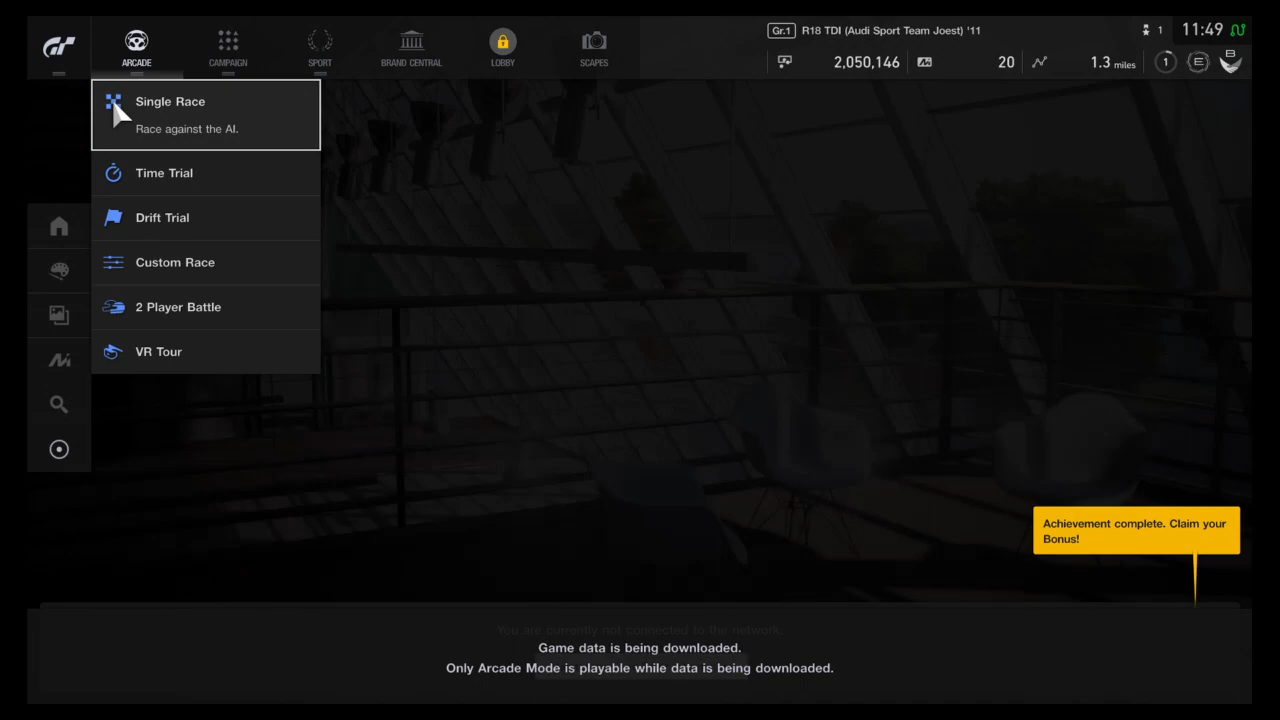 GT
ARCADE
CAMPAIGN
SPORT
BRAND CENTRAL
LOBBY
SCAPES
Gr.1 R18 TDI (Audi Sport Team Joest) '11
1 11:49
2,050,146 20 1.3 miles 1 E B
Single Race
Race against the AI.
Time Trial
Drift Trial
Custom Race
2 Player Battle
VR Tour
Achievement complete. Claim your
Bonus!
You are currently not connected to the network.
Game data is being downloaded.
Only Arcade Mode is playable while data is being downloaded.